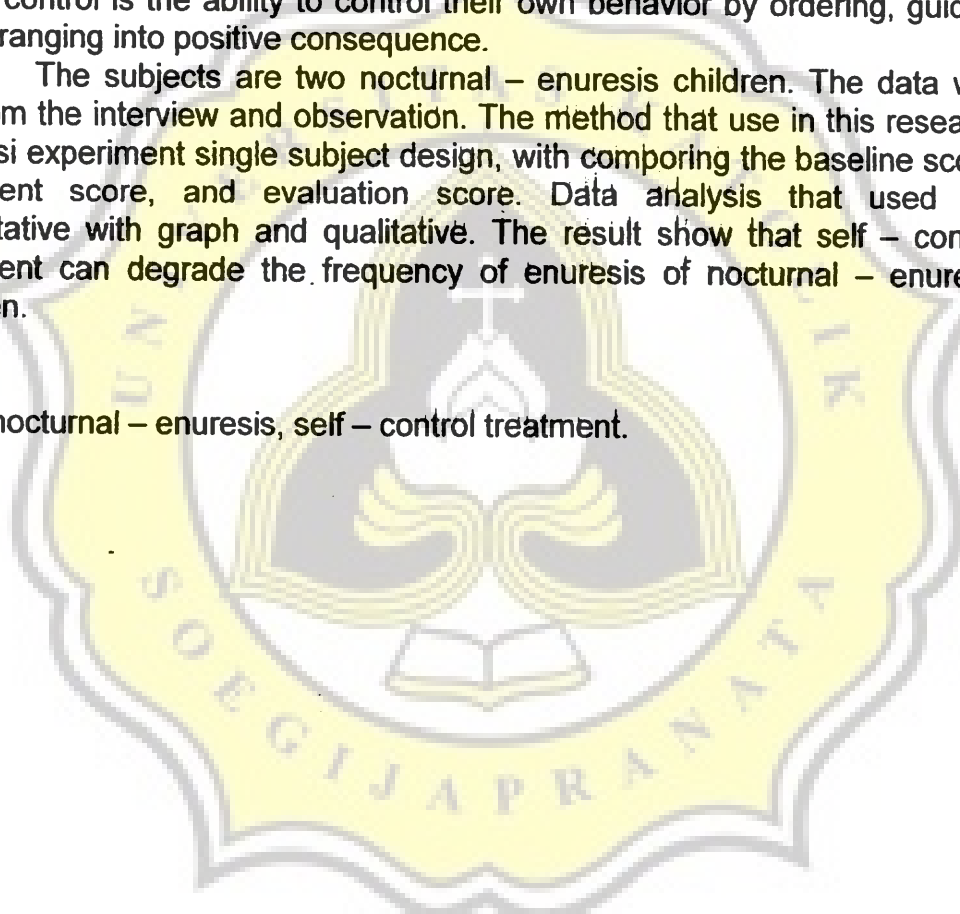 control is the ability to control their own behavior by ordering, guid
ranging into positive consequence.
The subjects are two nocturnal – enuresis children. The data w
m the interview and observation. The method that use in this resea
si experiment single subject design, with comporing the baseline sco
ent score, and evaluation score. Data analysis that used
tative with graph and qualitative. The result show that self – con
ent can degrade the frequency of enuresis of nocturnal – enure
n.
nocturnal – enuresis, self – control treatment.
SOEGIJAPRANATA